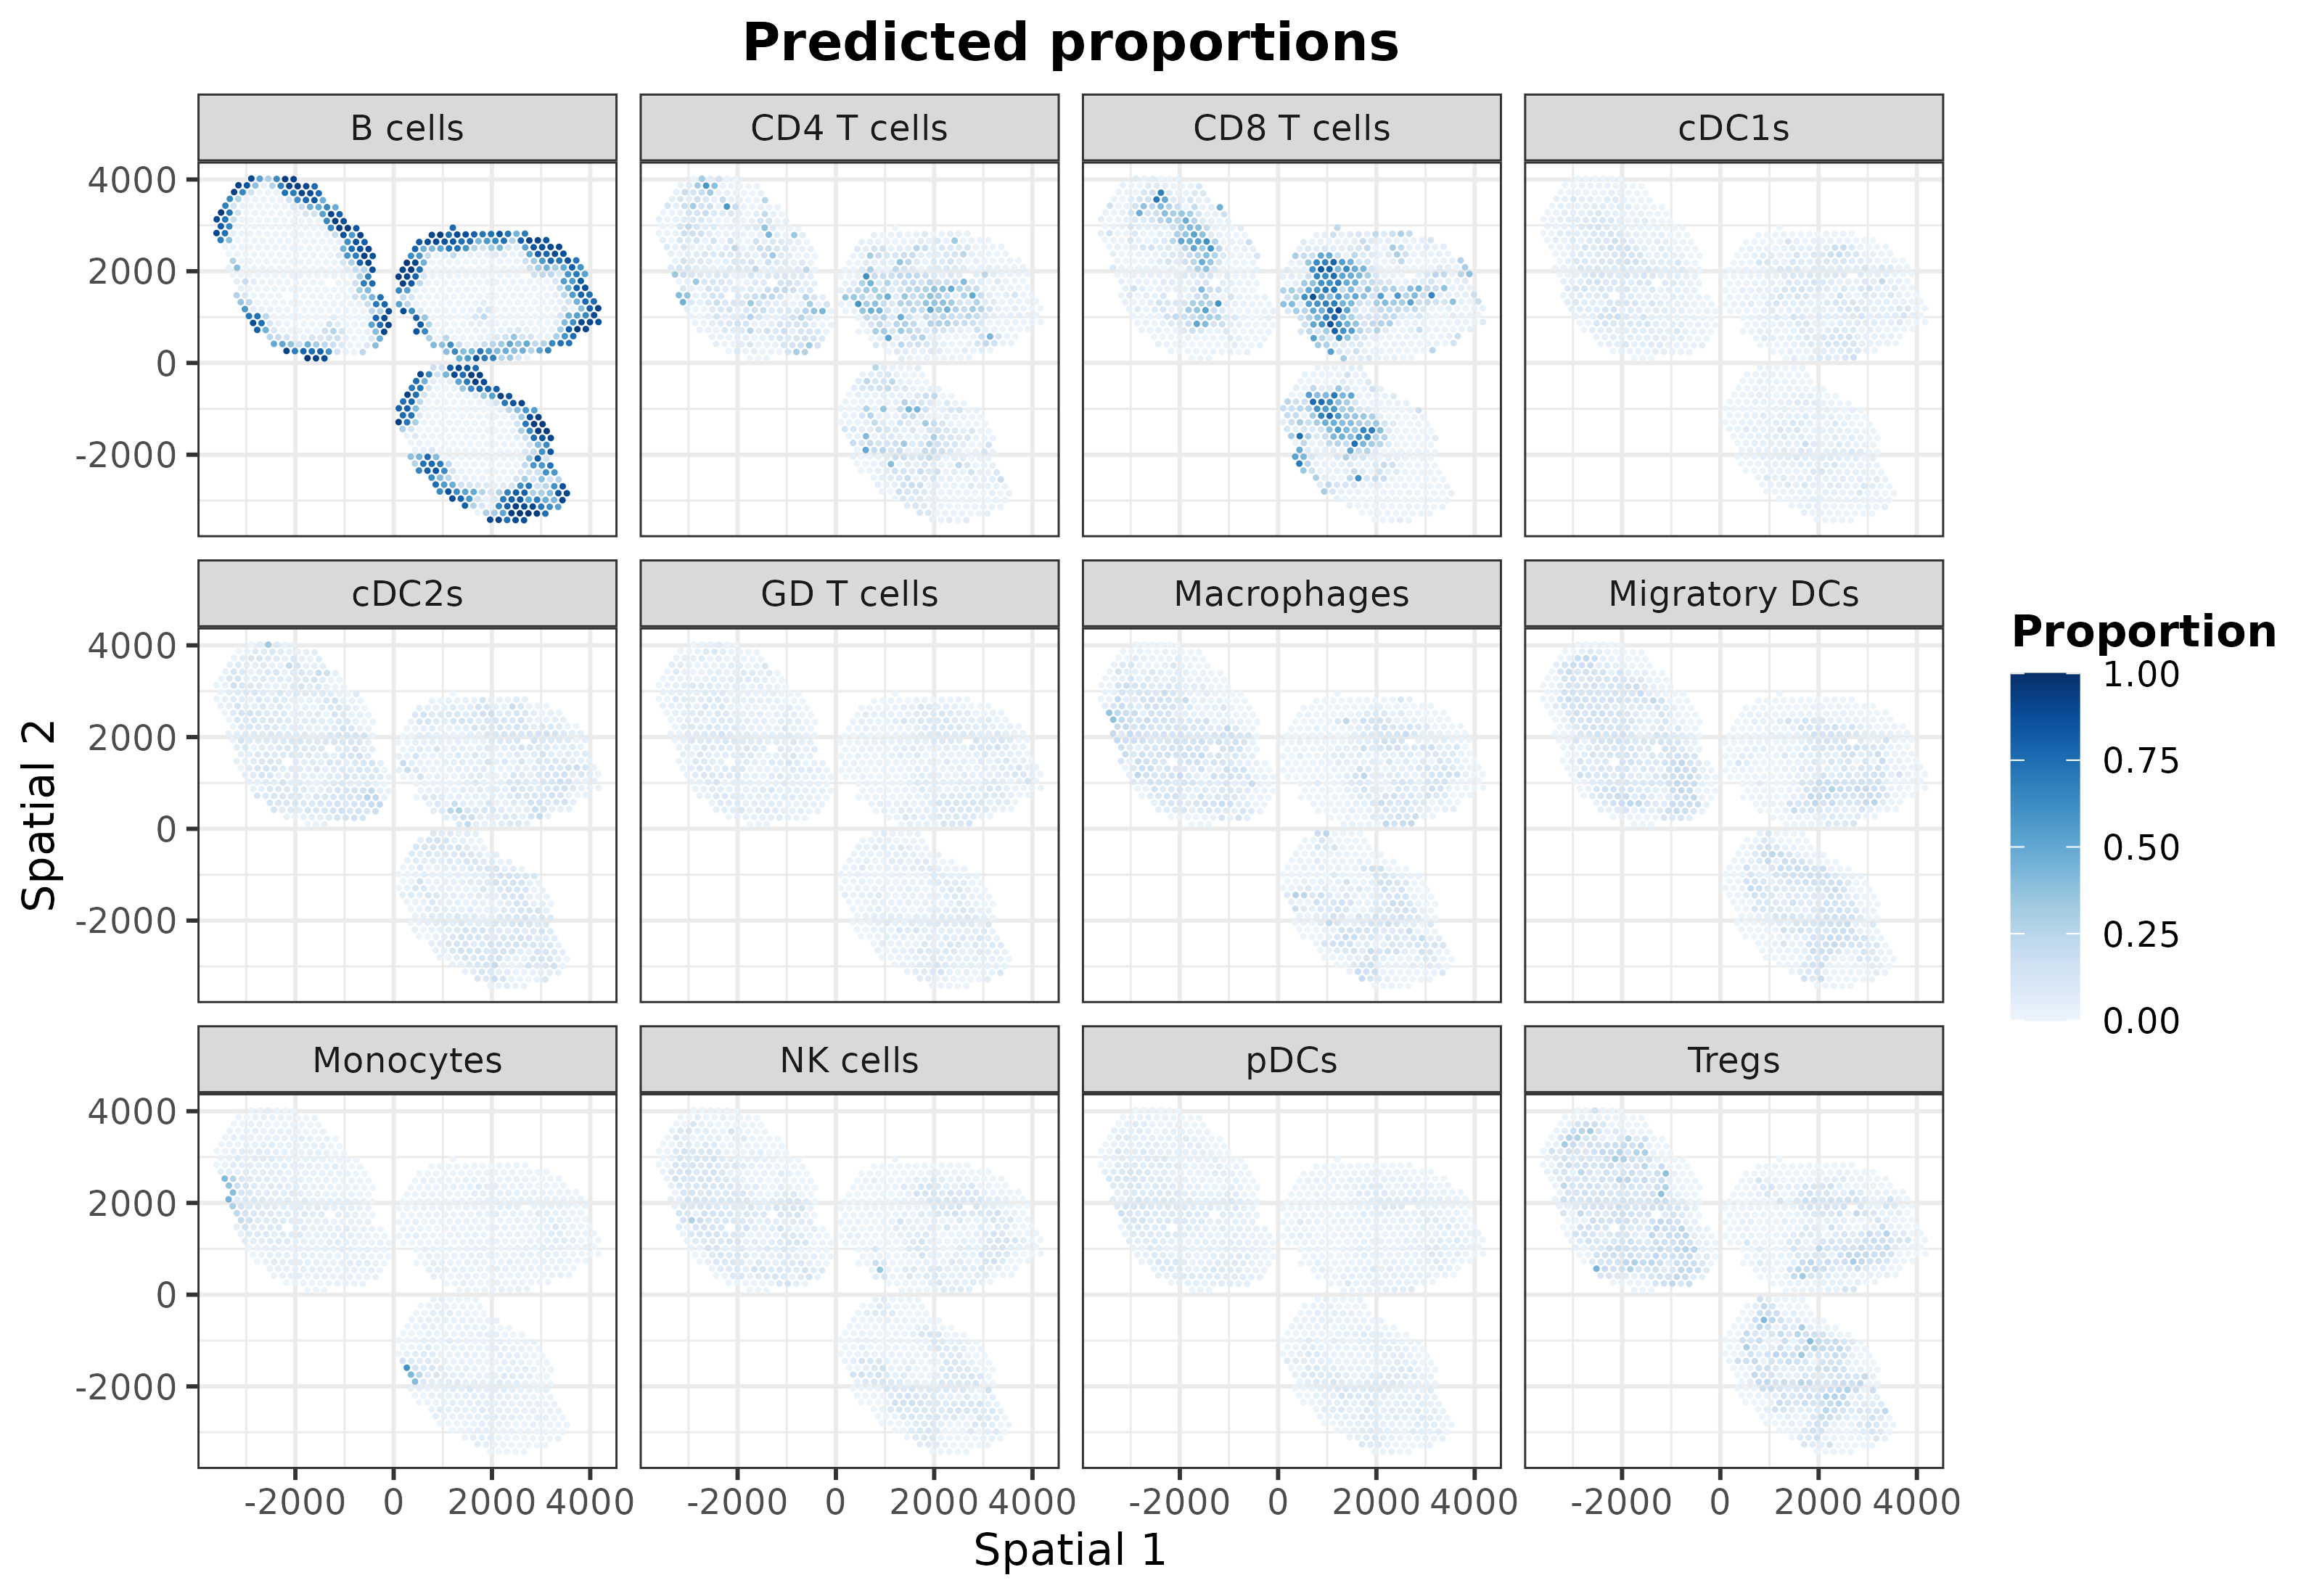 Predicted proportions
B cells
CD4 T cells
CD8 T cells
cDC1s
4000
2000
0
-2000
cDC2s
GD T cells
Macrophages
Migratory DCs
4000
2000
0
-2000
Monocytes
NK cells
pDCs
Tregs
4000
2000
0
-2000
-2000 0 2000 4000
-2000 0 2000 4000
-2000 0 2000 4000
-2000 0 2000 4000
Spatial 1
Spatial 2
Proportion
1.00
0.75
0.50
0.25
0.00